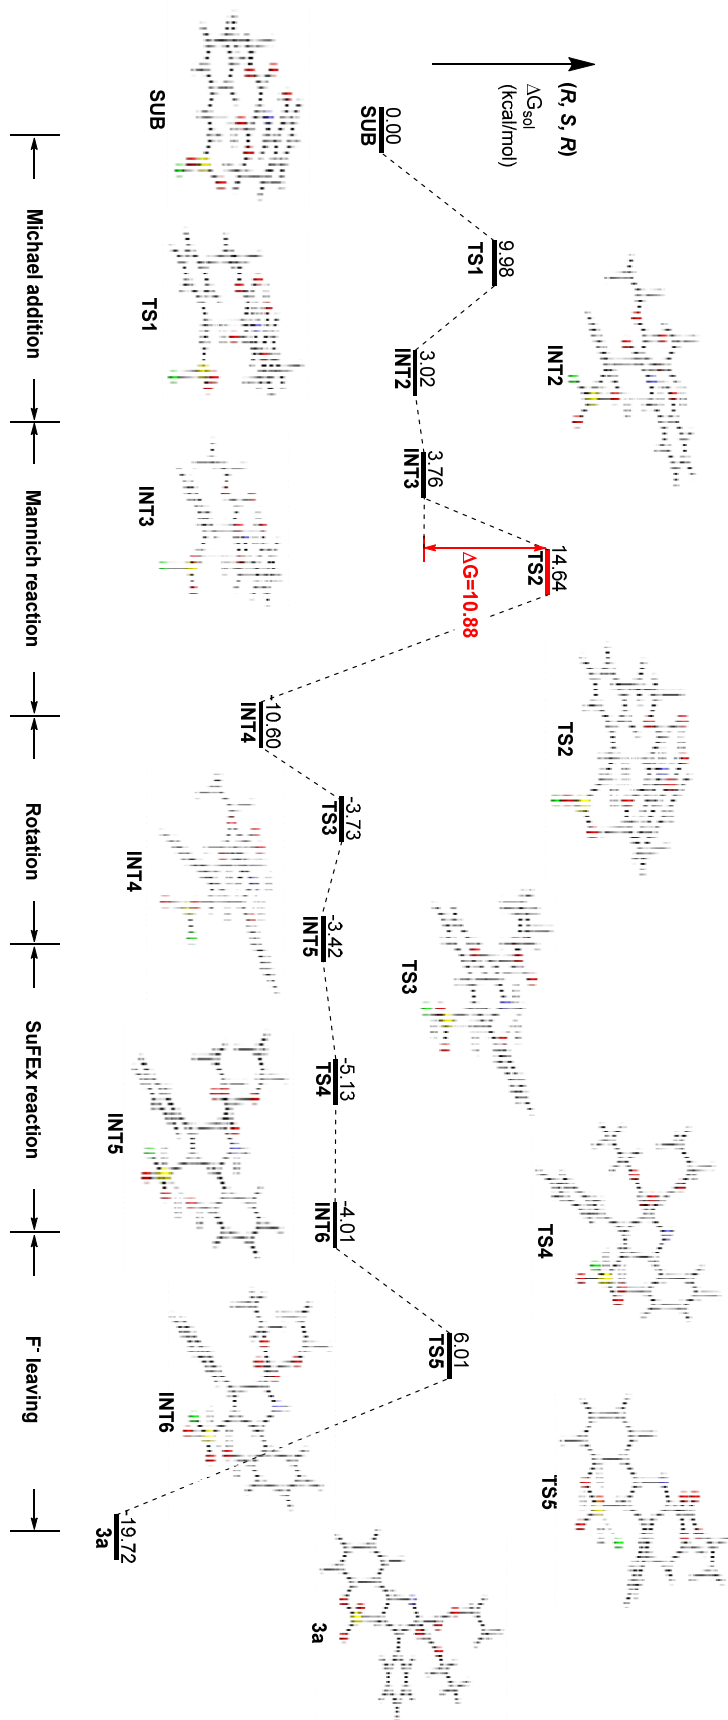 (R, S, R)
ΔGsol
(kcal/mol)
0.00
SUB
9.98
TS1
3.02
INT2
3.76
INT3
14.64
TS2
ΔG=10.88
-10.60
INT4
-3.73
TS3
-3.42
INT5
-5.13
TS4
-4.01
INT6
6.01
TS5
-19.72
3a
INT2
TS2
TS3
TS4
TS5
3a
SUB
TS1
INT3
INT4
INT5
INT6
Michael addition
Mannich reaction
Rotation
SuFEx reaction
F- leaving